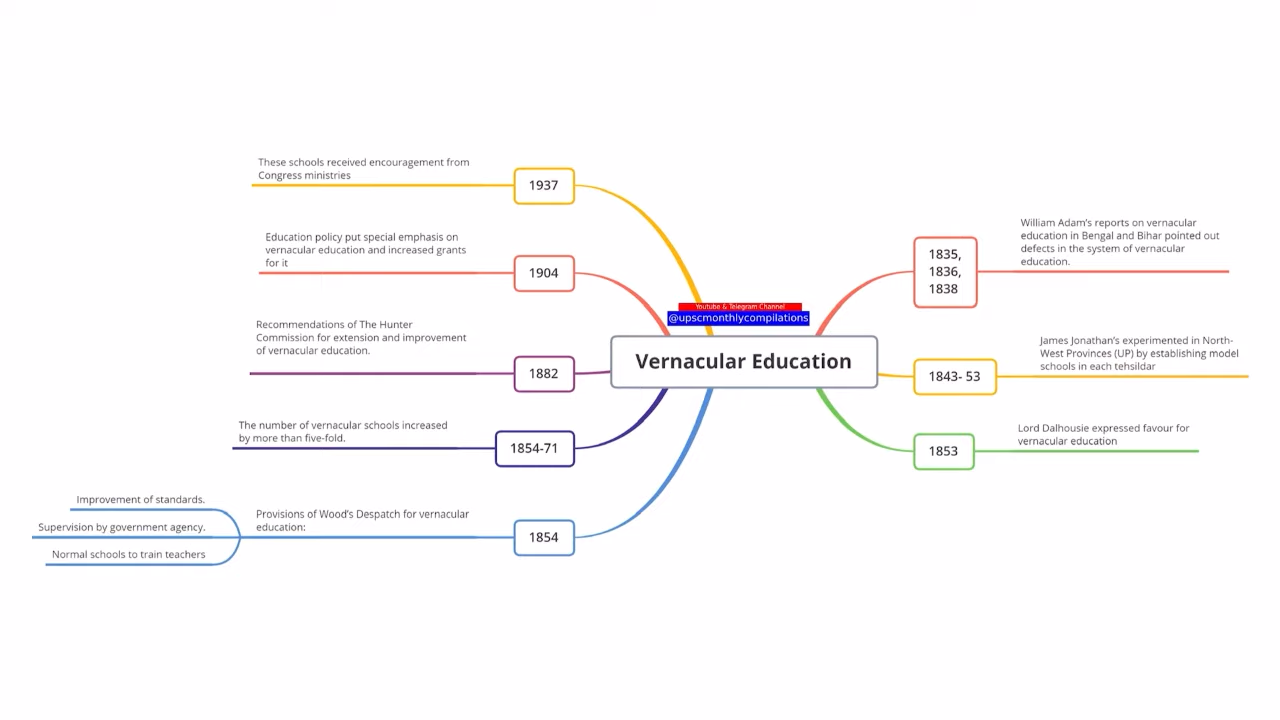 Youtube & Telegram Channel
@upscmonthlycompilations
Vernacular Education
1835,
1836,
1838
William Adam's reports on vernacular
education in Bengal and Bihar pointed out
defects in the system of vernacular
education.
1843- 53
James Jonathan's experimented in North-
West Provinces (UP) by establishing model
schools in each tehsildar
1853
Lord Dalhousie expressed favour for
vernacular education
1854
Provisions of Wood's Despatch for vernacular
education:
Improvement of standards.
Supervision by government agency.
Normal schools to train teachers
1854-71
The number of vernacular schools increased
by more than five-fold.
1882
Recommendations of The Hunter
Commission for extension and improvement
of vernacular education.
1904
Education policy put special emphasis on
vernacular education and increased grants
for it
1937
These schools received encouragement from
Congress ministries